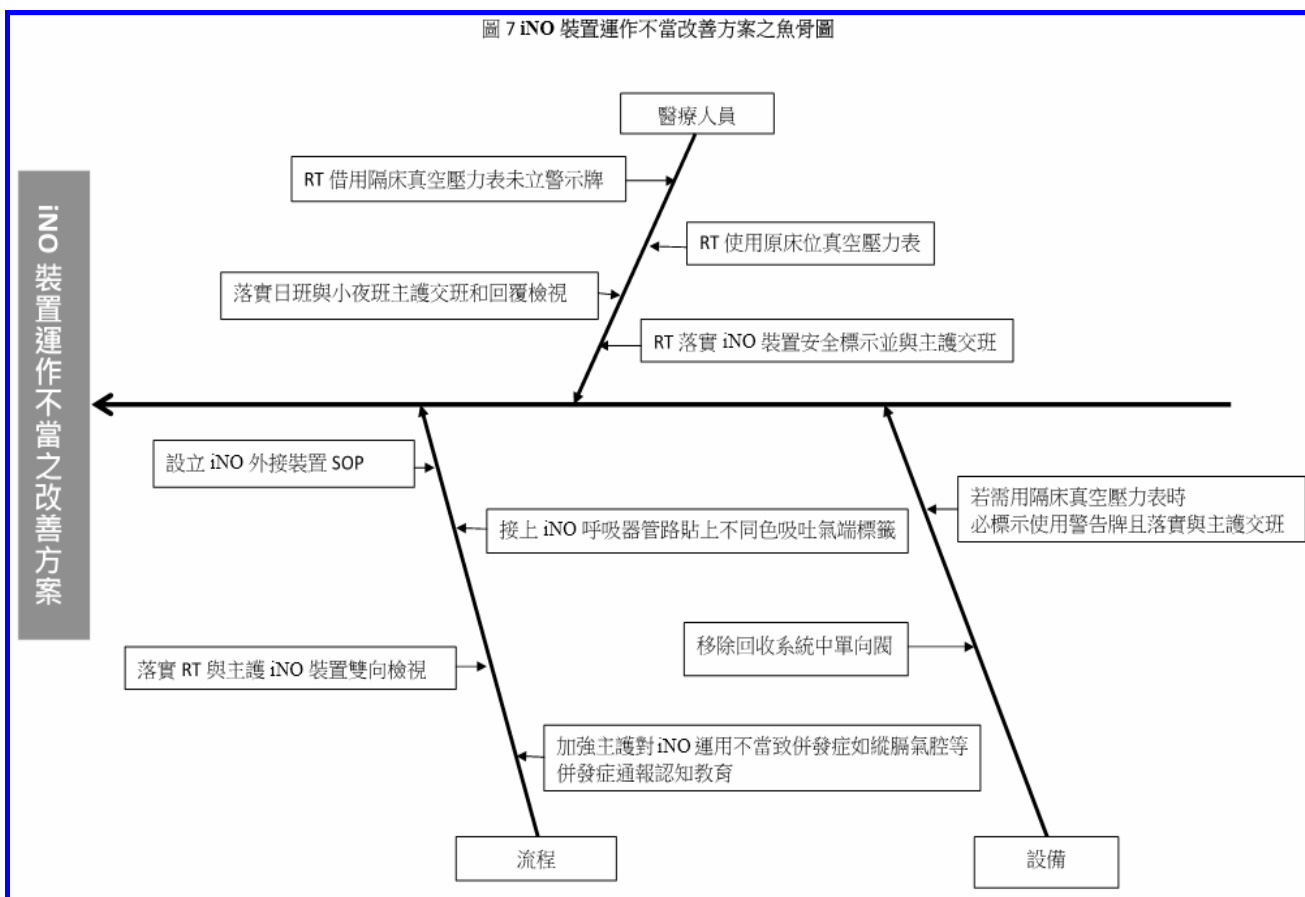 圖 7 iNO 裝置運作不當改善方案之魚骨圖
醫療人員
RT 借用隔床真空壓力表未立警示牌
RT 使用原床位真空壓力表
落實日班與小夜班主護交班和回覆檢視
RT 落實 iNO 裝置安全標示並與主護交班
iNO 裝置運作不當之改善方案
設立 iNO 外接裝置 SOP
接上 iNO 呼吸器管路貼上不同色吸吐氣端標籤
若需用隔床真空壓力表時
必標示使用警告牌且落實與主護交班
移除回收系統中單向閥
落實 RT 與主護 iNO 裝置雙向檢視
加強主護對 iNO 運用不當致併發症如縱膈氣腔等
併發症通報認知教育
流程
設備